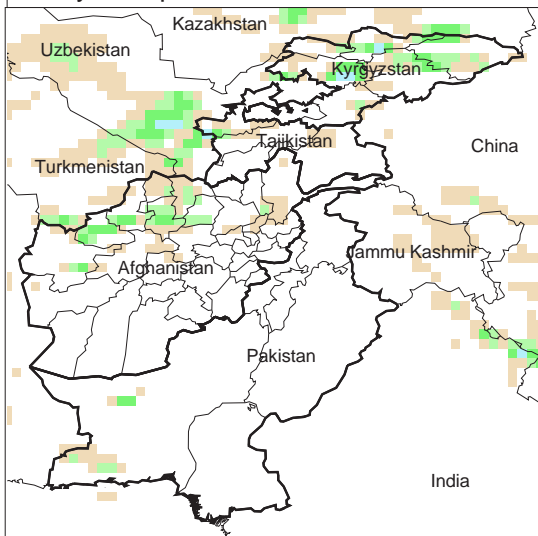 Kazakhstan
Uzbekistan
Kyrgyzstan
Tajikistan
China
Turkmenistan
Jammu Kashmir
Afghanistan
Pakistan
India